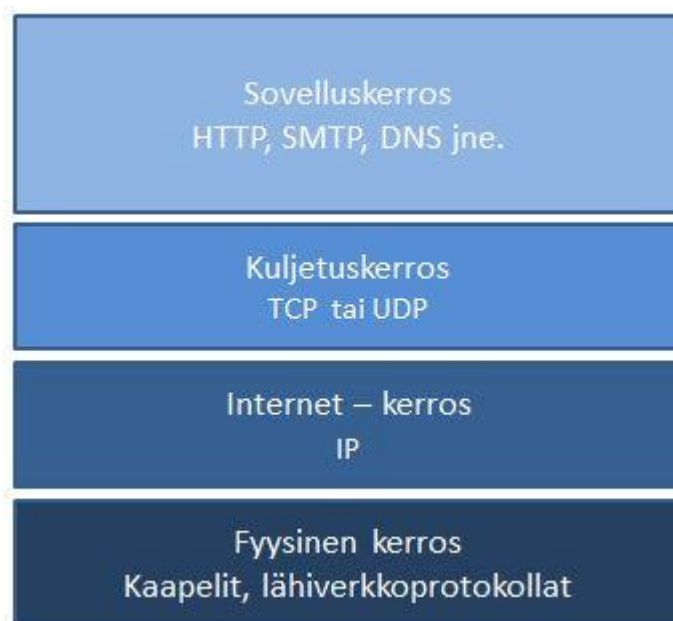 Sovelluskerros
HTTP, SMTP, DNS jne.
Kuljetuskerros
TCP tai UDP
Internet – kerros
IP
Fyysinen kerros
Kaapelit, lähiverkkoprotokollat